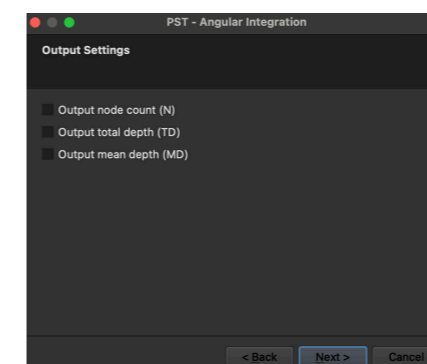 PST - Angular Integration
Output Settings
Output node count (N)
Output total depth (TD)
Output mean depth (MD)
< Back
Next >
Cancel